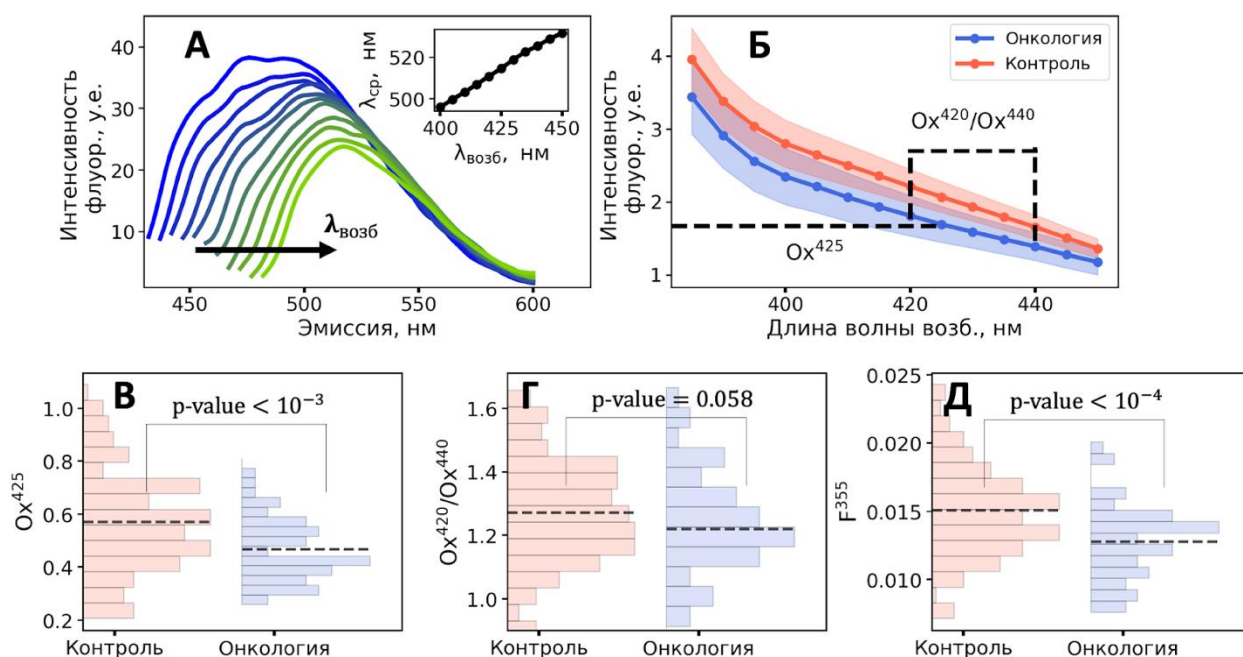 А
Интенсивность
флуор., у.е.
40
30
20
10
λвозб
450
500
550
600
Эмиссия, нм
λср, нм
520
500
400
425
450
λвозб, нм
Б
Онкология
Контроль
Интенсивность
флуор., у.е.
4
3
2
1
Ox⁴²⁰/Ox⁴⁴⁰
Ox⁴²⁵
400
420
440
Длина волны возб., нм
В
p-value < 10⁻³
Ox⁴²⁵
1.0
0.8
0.6
0.4
0.2
Контроль
Онкология
Г
p-value = 0.058
Ox⁴²⁰/Ox⁴⁴⁰
1.6
1.4
1.2
1.0
Контроль
Онкология
Д
p-value < 10⁻⁴
F³⁵⁵
0.025
0.020
0.015
0.010
Контроль
Онкология